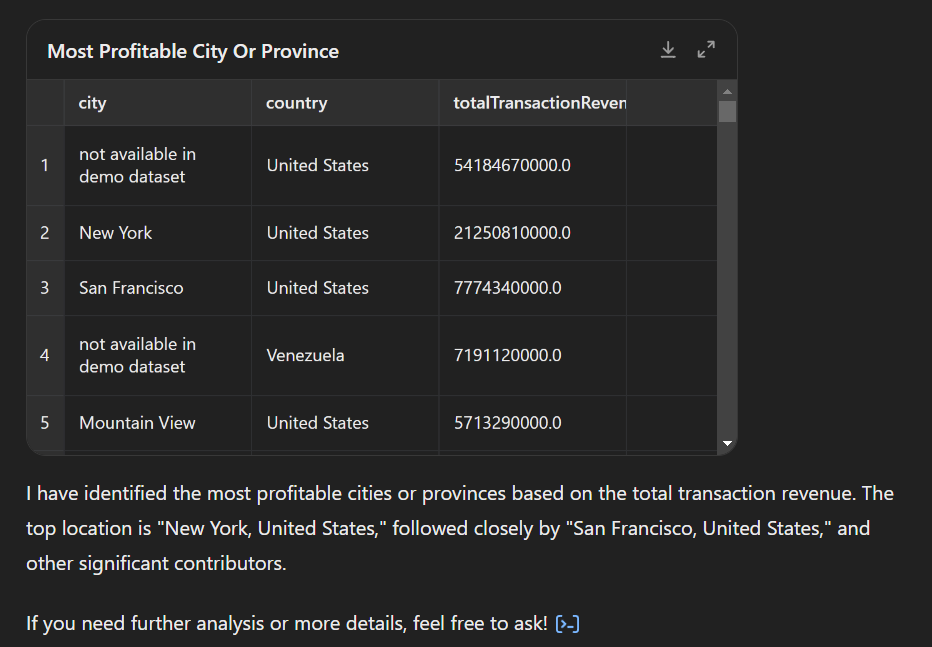 Most Profitable City Or Province
city country totalTransactionReven
1 not available in demo dataset United States 54184670000.0
2 New York United States 21250810000.0
3 San Francisco United States 7774340000.0
4 not available in demo dataset Venezuela 7191120000.0
5 Mountain View United States 5713290000.0
I have identified the most profitable cities or provinces based on the total transaction revenue. The
top location is "New York, United States," followed closely by "San Francisco, United States," and
other significant contributors.
If you need further analysis or more details, feel free to ask! [>-]